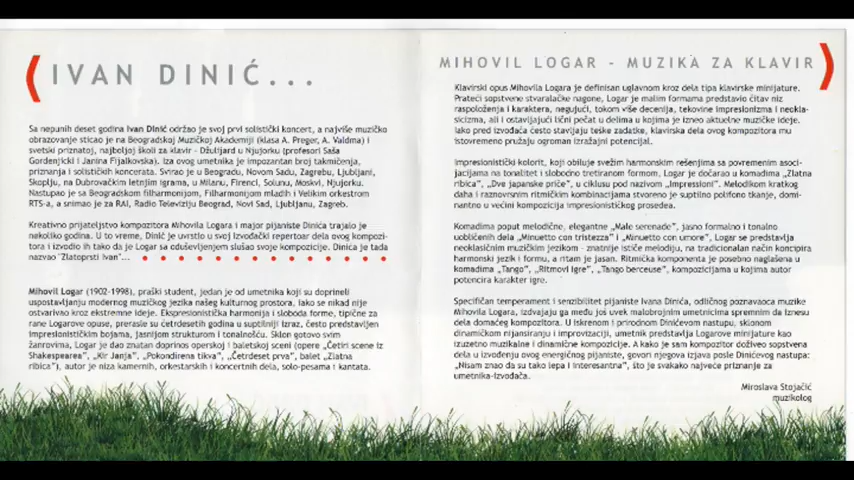 IVAN DINIĆ...
Sa nepunih deset godina Ivan Dinić održao je svoj prvi solistički koncert, a najviše muzičko
obrazovanje sticao je na Beogradskoj Muzičkoj Akademiji (klasa A. Preger, A. Valdma) i
svetski priznatoj, najboljoj školi za klavir - Džulijard u Njujorku (profesori Saša
Gordenjicki i Janina Fijalkovska). Iza ovog umetnika je impozantan broj takmičenja,
priznanja i solističkih koncerata. Svirao je u Beogradu, Novom Sadu, Zagrebu, Ljubljani,
Skoplju, na Dubrovačkim letnjim igrama, u Milanu, Firenci, Solunu, Moskvi, Njujorku.
Nastupao je sa Beogradskom filharmonijom, Filharmonijom mladih i Velikim orkestrom
RTS-a, a snimao je za RAI, Radio Televiziju Beograd, Novi Sad, Ljubljanu, Zagreb.
Kreativno prijateljstvo kompozitora Mihovila Logara i major pijaniste Dinića trajalo je
nekoliko godina. U to vreme, Dinić je uvrstio u svoj izvođački repertoar dela ovog kompozi-
tora i izvodio ih tako da je Logar sa oduševljenjem slušao svoje kompozicije. Dinića je tada
nazvao "Zlatoprsti Ivan"...
Mihovil Logar (1902-1998), praški student, jedan je od umetnika koji su doprineli
uspostavljanju modernog muzičkog jezika našeg kulturnog prostora, iako se nikad nije
ostvarivao kroz ekstremne ideje. Ekspresionistička harmonija i sloboda forme, tipične za
rane Logarove opuse, prerasle su četrdesetih godina u suptilniji izraz, često predstavljen
impresionističkim bojama, jasnijom strukturom i tonalnošću. Sklon gotovo svim
žanrovima, Logar je dao znatan doprinos operskoj i baletskoj sceni (opere „Četiri scene iz
Shakespearea”, „Kir Janja”, „Pokondirena tikva”, „Četrdeset prva”, balet „Zlatna
ribica”), autor je niza kamernih, orkestarskih i koncertnih dela, solo-pesama i kantata.
MIHOVIL LOGAR - MUZIKA ZA KLAVIR
Klavirski opus Mihovila Logara je definisan uglavnom kroz dela tipa klavirske minijature.
Prateći sopstvene stvaralačke nagone, Logar je malim formama predstavio čitav niz
raspoloženja i karaktera, negujući, tokom više decenija, tekovine impresionizma i neokla-
sicizma, ali i ostavljajući lični pečat u delima u kojima je izneo aktuelne muzičke ideje.
Iako pred izvođača često stavljaju teške zadatke, klavirska dela ovog kompozitora mu
istovremeno pružaju ogroman izražajni potencijal.
Impresionistički kolorit, koji obiluje svežim harmonskim rešenjima sa povremenim asoci-
jacijama na tonalitet i slobodno tretiranom formom, Logar je dočarao u komadima „Zlatna
ribica”, „Dve japanske priče”, u ciklusu pod nazivom „Impressioni”. Melodikom kratkog
daha i raznovrsnim ritmičkim kombinacijama stvoreno je suptilno polifono tkanje, domi-
nantno u većini kompozicija impresionističkog prosedea.
Komadima poput melodične, elegantne „Male serenade”, jasno formalno i tonalno
uobličenih dela „Minuetto con tristezza” i „Minuetto con umore”, Logar se predstavlja
neoklasičnim muzičkim jezikom - znatnije ističe melodiju, na tradicionalan način koncipira
harmonski jezik i formu, a ritam je jasan. Ritmička komponenta je posebno naglašena u
komadima „Tango”, „Ritmovi igre”, „Tango berceuse”, kompozicijama u kojima autor
potencira karakter igre.
Specifičan temperament i senzibilitet pijaniste Ivana Dinića, odličnog poznavaoca muzike
Mihovila Logara, izdvajaju ga među još uvek malobrojnim umetnicima spremnim da iznesu
dela domaćeg kompozitora. U iskrenom i prirodnom Dinićevom nastupu, sklonom
dinamičkom nijansiranju i improvizaciji, umetnik predstavlja Logarove minijature kao
izuzetno muzikalne i dinamične kompozicije. A kako je sam kompozitor doživeo sopstvena
dela u izvođenju ovog energičnog pijaniste, govori njegova izjava posle Dinićevog nastupa:
„Nisam znao da su tako lepa i interesantna”, što je svakako najveće priznanje za
umetnika-izvođača.
Miroslava Stojačić
muzikolog